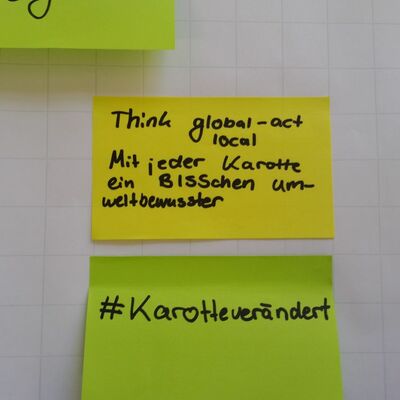 Think global-act
local
Mit jeder Karotte
ein BISSchen um-
weltbewusster
#Karotteverändert